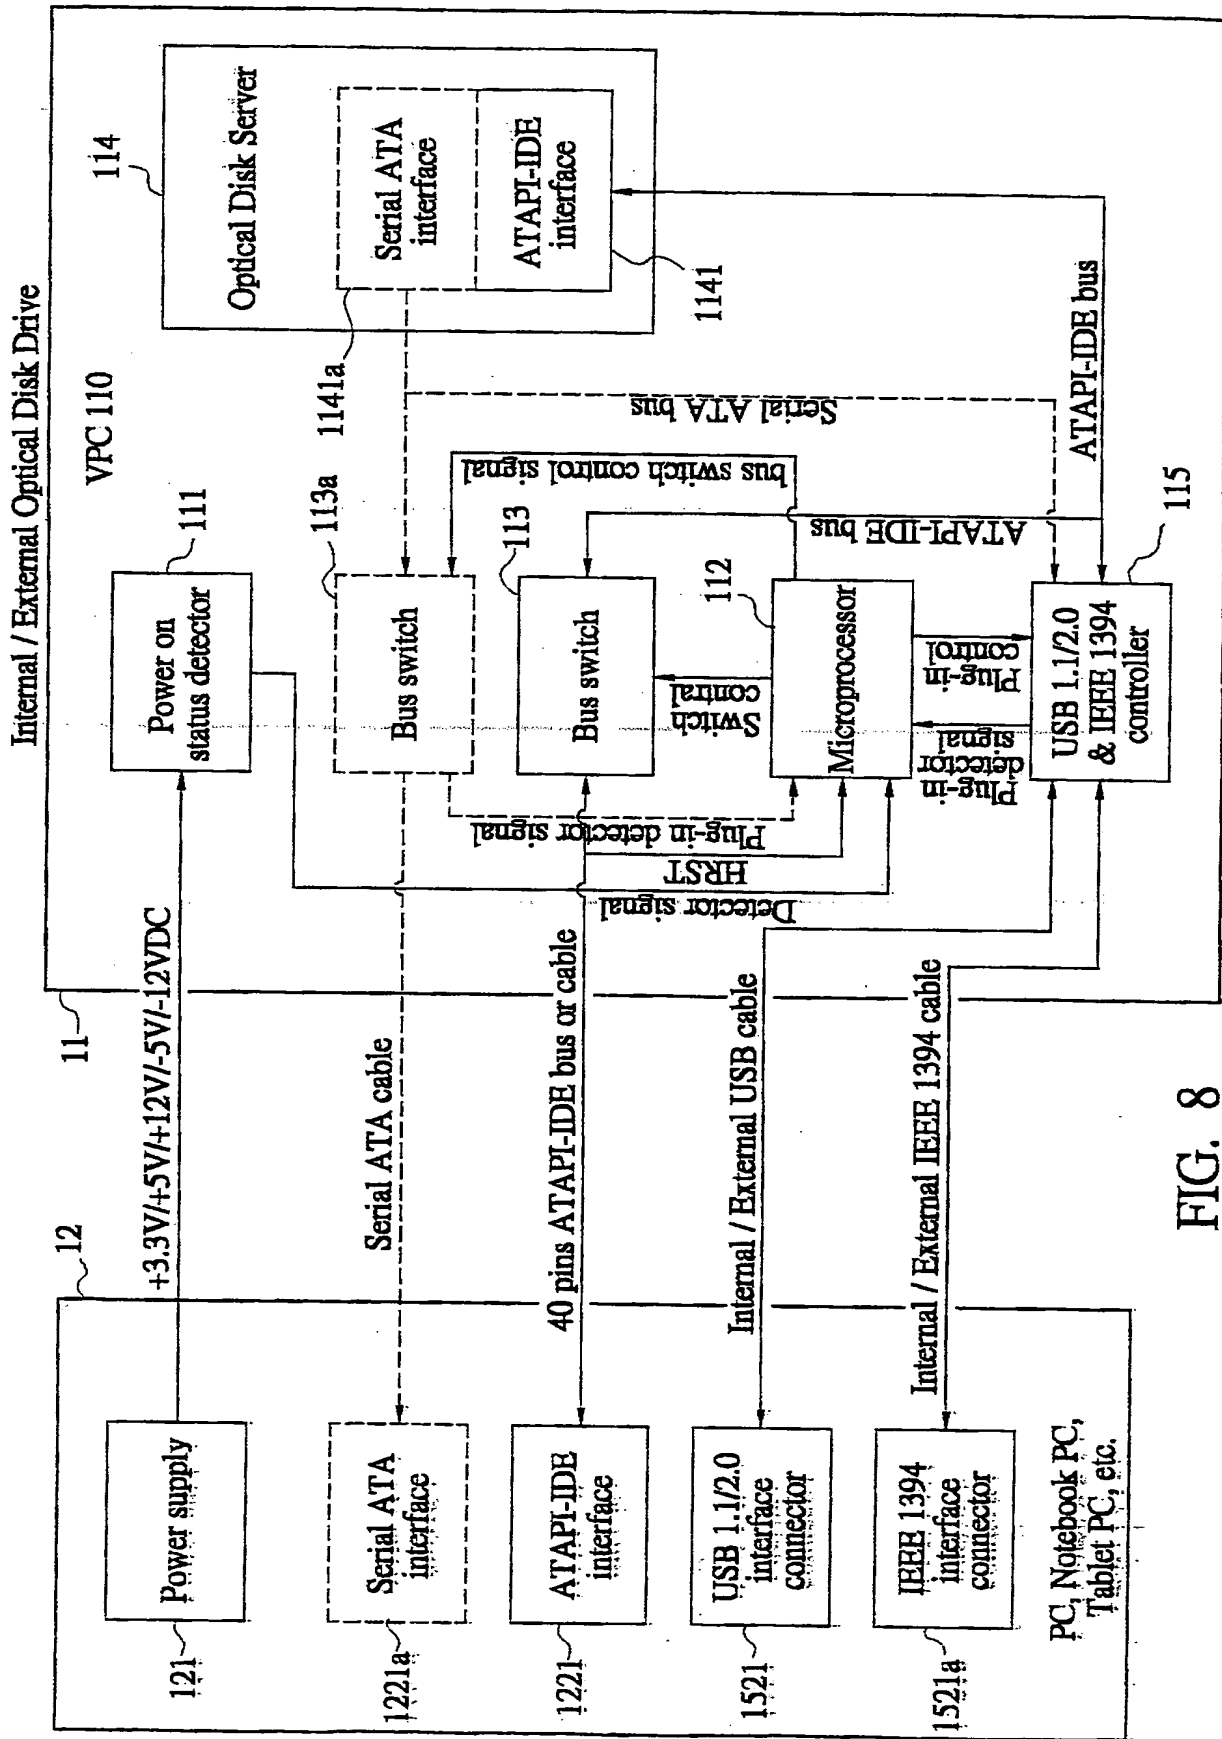 Internal / External Optical Disk Drive
11
VPC 110
114
Optical Disk Server
Serial ATA
interface
ATAPI-IDE
interface
1141a
1141
111
Power on
status detector
113a
Bus switch
113
Bus switch
112
Microprocessor
115
USB 1.1/2.0
& IEEE 1394
controller
Serial ATA bus
bus switch control signal
ATAPI-IDE bus
ATAPI-IDE bus
Switch
contral
Plug-in
control
Plug-in
detector
signal
Plug-in detector signal
HRST
Detector signal
+3.3V/+5V/+12V/-5V/-12VDC
Serial ATA cable
40 pins ATAPI-IDE bus or cable
Internal / External USB cable
Internal / External IEEE 1394 cable
12
Power supply
121
Serial ATA
interface
1221a
ATAPI-IDE
interface
1221
USB 1.1/2.0
interface
connector
1521
IEEE 1394
interface
connector
1521a
PC, Notebook PC,
Tablet PC, etc.
FIG. 8